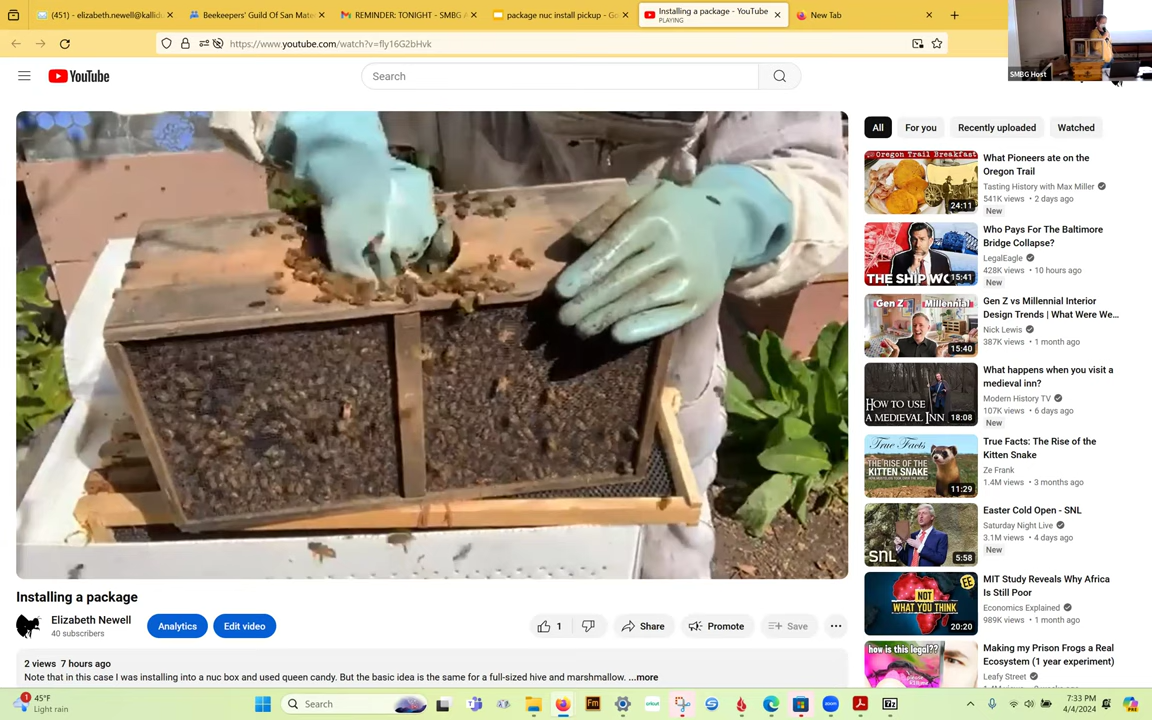 (451) - elizabeth.newell@kallid
Beekeepers' Guild Of San Mate
REMINDER: TONIGHT - SMBG A
package nuc install pickup - Go
Installing a package - YouTube
PLAYING
New Tab
https://www.youtube.com/watch?v=fly16G2bHvk
SMBG Host
YouTube
Search
All
For you
Recently uploaded
Watched
Oregon Trail Breakfast
24:11
What Pioneers ate on the
Oregon Trail
Tasting History with Max Miller
541K views • 2 days ago
New
THE SHIP
15:41
Who Pays For The Baltimore
Bridge Collapse?
LegalEagle
428K views • 10 hours ago
New
Gen Z Millennial
15:40
Gen Z vs Millennial Interior
Design Trends | What Were We...
Nick Lewis
387K views • 1 month ago
HOW TO USE
A MEDIEVAL INN
18:08
What happens when you visit a
medieval inn?
Modern History TV
107K views • 6 days ago
New
True Facts:
THE RISE OF THE
KITTEN SNAKE
11:29
True Facts: The Rise of the
Kitten Snake
Ze Frank
1.4M views • 3 months ago
SNL
5:58
Easter Cold Open - SNL
Saturday Night Live
3.1M views • 4 days ago
New
EE
NOT
WHAT YOU THINK
20:20
MIT Study Reveals Why Africa
Is Still Poor
Economics Explained
989K views • 1 month ago
how is this legal??
Making my Prison Frogs a Real
Ecosystem (1 year experiment)
Leafy Street
Installing a package
Elizabeth Newell
40 subscribers
Analytics
Edit video
1
Share
Promote
Save
2 views 7 hours ago
Note that in this case I was installing into a nuc box and used queen candy. But the basic idea is the same for a full-sized hive and marshmallow. ...more
1
45°F
Light rain
Search
Fm
cricut
zoom
7z
7:33 PM
4/4/2024